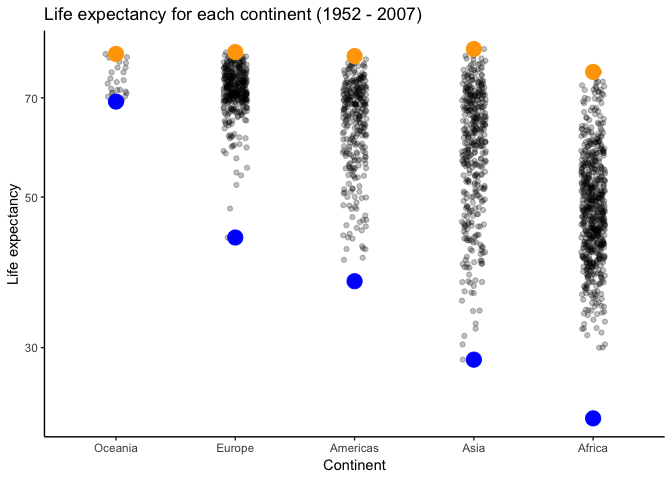 Life expectancy for each continent (1952 - 2007)
70
50
30
Life expectancy
Oceania Europe Americas Asia Africa
Continent